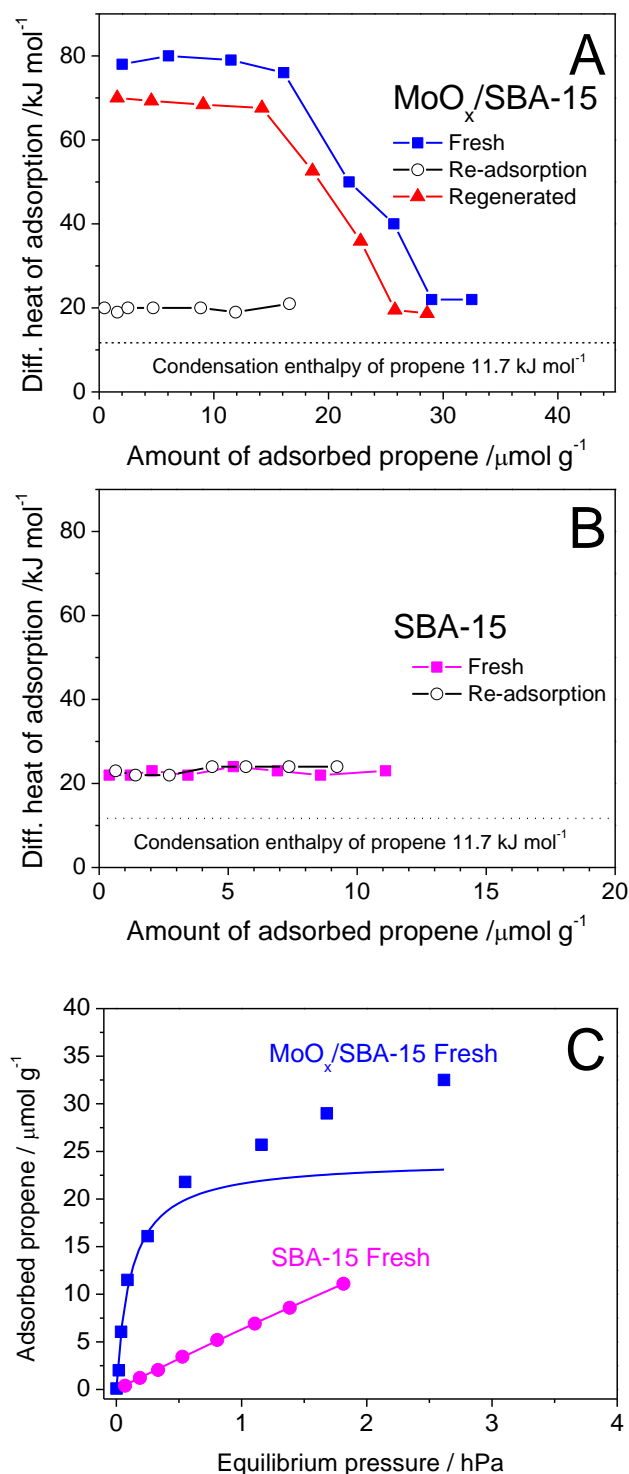 80
60
40
20
0
Diff. heat of adsorption /kJ mol⁻¹
A
MoOₓ/SBA-15
Fresh
Re-adsorption
Regenerated
Condensation enthalpy of propene 11.7 kJ mol⁻¹
0 10 20 30 40
Amount of adsorbed propene /μmol g⁻¹
80
60
40
20
0
Diff. heat of adsorption /kJ mol⁻¹
B
SBA-15
Fresh
Re-adsorption
Condensation enthalpy of propene 11.7 kJ mol⁻¹
0 5 10 15 20
Amount of adsorbed propene /μmol g⁻¹
40
35
30
25
20
15
10
5
0
Adsorbed propene / μmol g⁻¹
C
MoOₓ/SBA-15 Fresh
SBA-15 Fresh
0 1 2 3 4
Equilibrium pressure / hPa